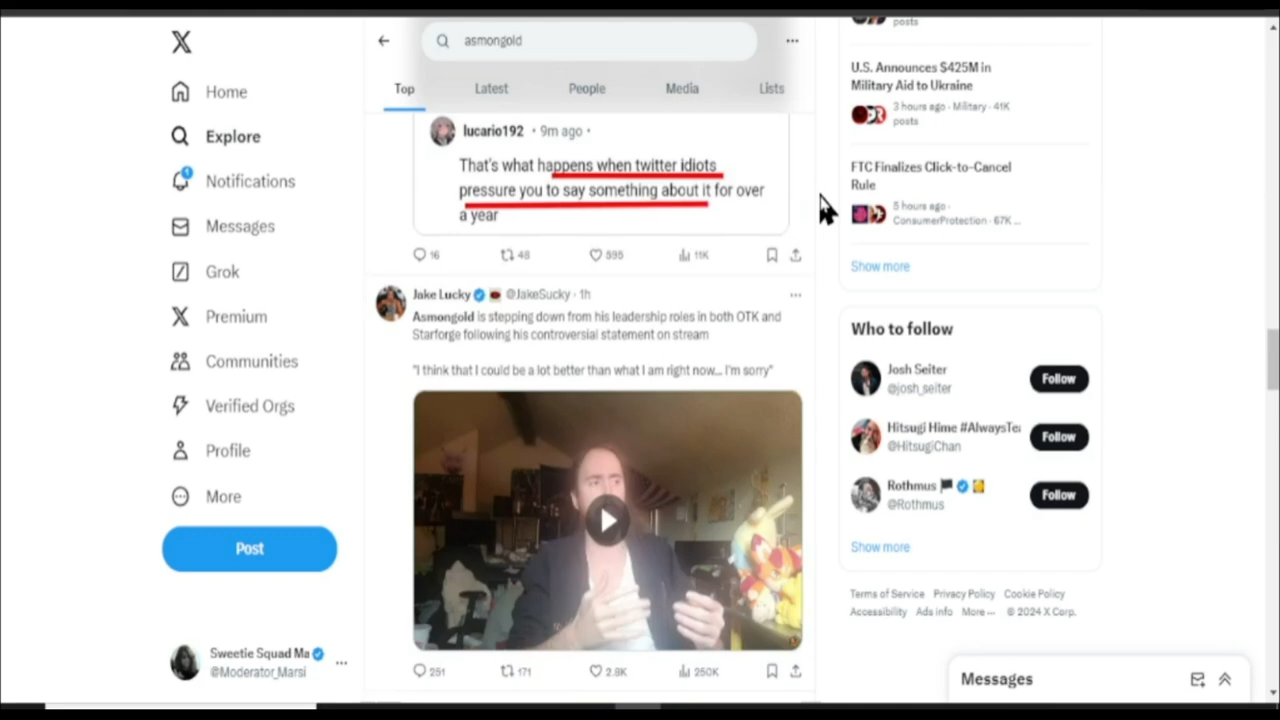 asmongold
Top
Latest
People
Media
Lists
Home
Explore
Notifications
1
Messages
Grok
Premium
Communities
Verified Orgs
Profile
More
Post
Sweetie Squad Ma
@Moderator_Marsi
lucario192 • 9m ago •
That's what happens when twitter idiots
pressure you to say something about it for over
a year
16 48 595 11K
Jake Lucky @JakeSucky · 1h
Asmongold is stepping down from his leadership roles in both OTK and
Starforge following his controversial statement on stream
"I think that I could be a lot better than what I am right now... I'm sorry"
251 171 2.8K 250K
posts
U.S. Announces $425M in
Military Aid to Ukraine
3 hours ago · Military · 41K
posts
FTC Finalizes Click-to-Cancel
Rule
5 hours ago ·
ConsumerProtection · 67K ...
Show more
Who to follow
Josh Seiter
@josh_seiter
Follow
Hitsugi Hime #AlwaysTea
@HitsugiChan
Follow
Rothmus
@Rothmus
Follow
Show more
Terms of Service Privacy Policy Cookie Policy
Accessibility Ads info More ··· © 2024 X Corp.
Messages